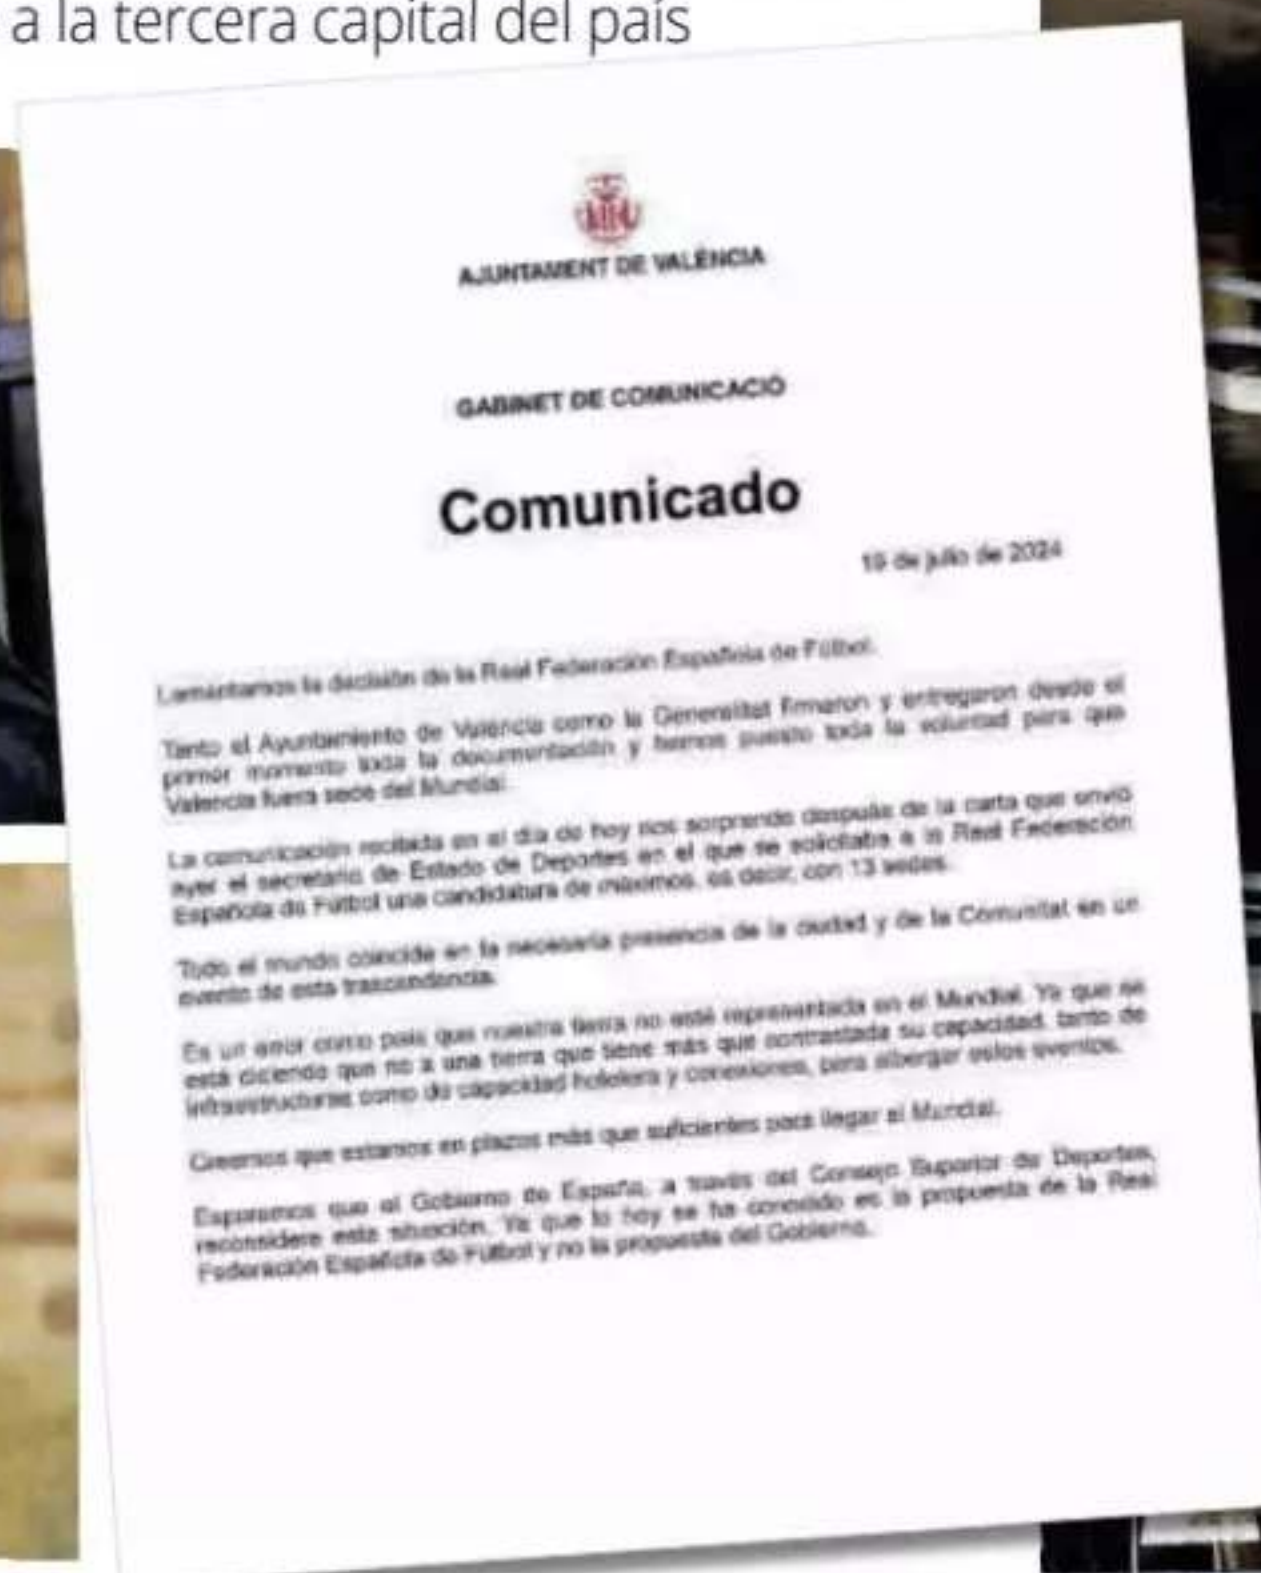 a la tercera capital del país
AJUNTAMENT DE VALÈNCIA
GABINET DE COMUNICACIÓ
Comunicado
19 de julio de 2024
Lamentamos la decisión de la Real Federación Española de Fútbol.
Tanto el Ayuntamiento de Valencia como la Generalitat firmaron y entregaron desde el
primer momento toda la documentación y hemos puesto toda la voluntad para que
Valencia fuera sede del Mundial.
La comunicación recibida en el día de hoy nos sorprende después de la carta que envió
ayer el secretario de Estado de Deportes en el que se solicitaba a la Real Federación
Española de Fútbol una candidatura de máximos, es decir, con 13 sedes.
Todo el mundo coincide en la necesaria presencia de la ciudad y de la Comunitat en un
evento de esta trascendencia.
Es un error como país que nuestra tierra no esté representada en el Mundial. Ya que se
está diciendo que no a una tierra que tiene más que contrastada su capacidad, tanto de
infraestructuras como de capacidad hotelera y conexiones, para albergar estos eventos.
Creemos que estamos en plazos más que suficientes para llegar al Mundial.
Esperemos que el Gobierno de España, a través del Consejo Superior de Deportes,
reconsidere esta situación. Ya que lo hoy se ha conocido es la propuesta de la Real
Federación Española de Fútbol y no la propuesta del Gobierno.